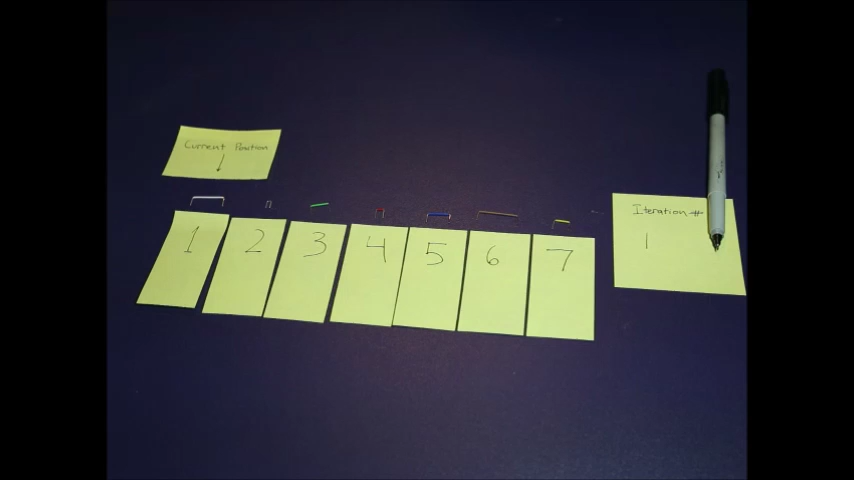 Current Position
↓
1 2 3 4 5 6 7
Iteration #
1